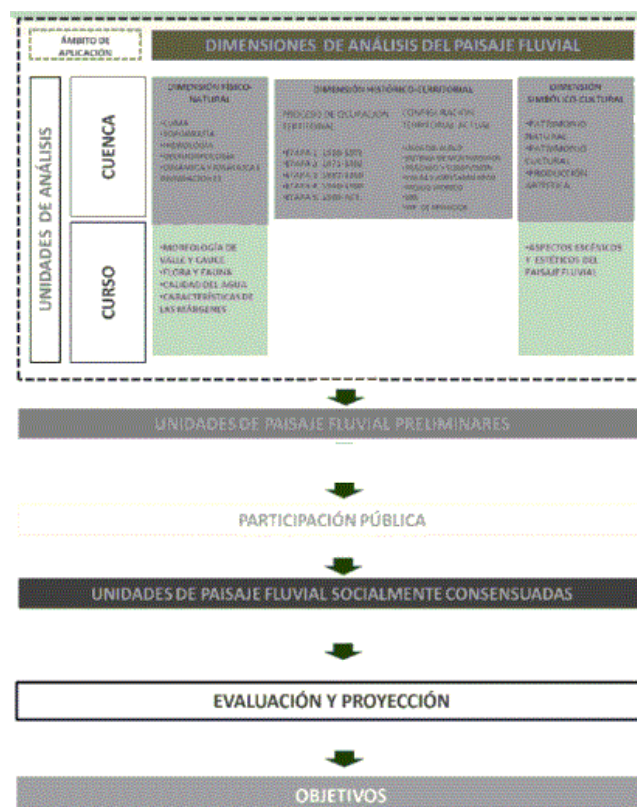 ÁMBITO DE
APLICACIÓN
DIMENSIONES DE ANÁLISIS DEL PAISAJE FLUVIAL
UNIDADES DE ANÁLISIS
CUENCA
DIMENSIÓN FÍSICO-
NATURAL
•CLIMA
•TOPOGRAFÍA
•HIDROLOGÍA
•GEOMORFOLOGÍA
DIMENSIÓN HISTÓRICO-TERRITORIAL
PROCESO DE OCUPACIÓN
TERRITORIAL
CONFIGURACIÓN
TERRITORIAL ACTUAL
DIMENSIÓN
SIMBÓLICO-CULTURAL
•PATRIMONIO
NATURAL
•PATRIMONIO
CULTURAL
•PRODUCCIÓN
ARTÍSTICA
CURSO
•MORFOLOGÍA DE
VALLE Y CAUCE
•FLORA Y FAUNA
•CALIDAD DEL AGUA
•CARACTERÍSTICAS DE
LAS MÁRGENES
•ASPECTOS ESCÉNICOS
Y ESTÉTICOS DEL
PAISAJE FLUVIAL
UNIDADES DE PAISAJE FLUVIAL PRELIMINARES
PARTICIPACIÓN PÚBLICA
UNIDADES DE PAISAJE FLUVIAL SOCIALMENTE CONSENSUADAS
EVALUACIÓN Y PROYECCIÓN
OBJETIVOS